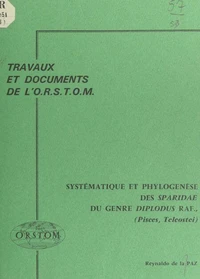 TRAVAUX
ET DOCUMENTS
DE L'O.R.S.T.O.M.
ORSTOM
SYSTÉMATIQUE ET PHYLOGENÈSE
DES SPARIDAE
DU GENRE DIPLODUS RAF.
(Pisces, Teleostei)
Reynaldo de la PAZ